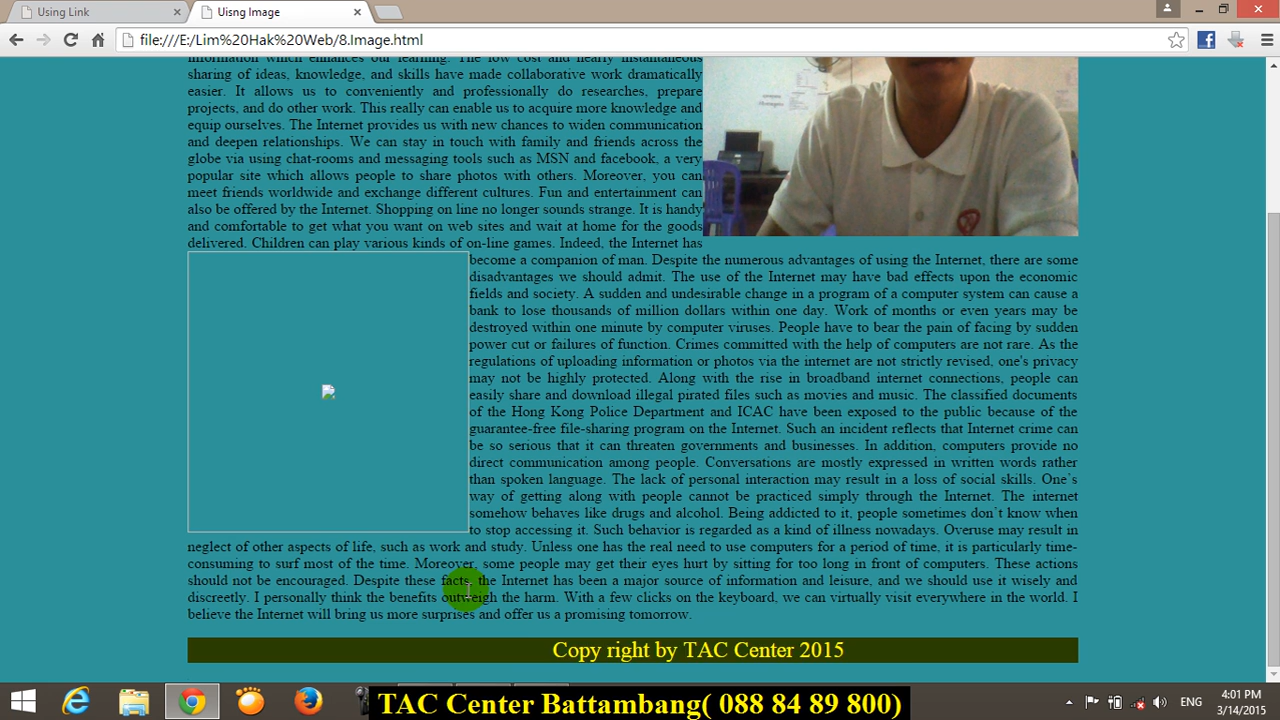 Using Link
Uisng Image
file:///E:/Lim%20Hak%20Web/8.Image.html
information which enhances our learning. The low cost and nearly instantaneous
sharing of ideas, knowledge, and skills have made collaborative work dramatically
easier. It allows us to conveniently and professionally do researches, prepare
projects, and do other work. This really can enable us to acquire more knowledge and
equip ourselves. The Internet provides us with new chances to widen communication
and deepen relationships. We can stay in touch with family and friends across the
globe via using chat-rooms and messaging tools such as MSN and facebook, a very
popular site which allows people to share photos with others. Moreover, you can
meet friends worldwide and exchange different cultures. Fun and entertainment can
also be offered by the Internet. Shopping on line no longer sounds strange. It is handy
and comfortable to get what you want on web sites and wait at home for the goods
delivered. Children can play various kinds of on-line games. Indeed, the Internet has
become a companion of man. Despite the numerous advantages of using the Internet, there are some
disadvantages we should admit. The use of the Internet may have bad effects upon the economic
fields and society. A sudden and undesirable change in a program of a computer system can cause a
bank to lose thousands of million dollars within one day. Work of months or even years may be
destroyed within one minute by computer viruses. People have to bear the pain of facing by sudden
power cut or failures of function. Crimes committed with the help of computers are not rare. As the
regulations of uploading information or photos via the internet are not strictly revised, one's privacy
may not be highly protected. Along with the rise in broadband internet connections, people can
easily share and download illegal pirated files such as movies and music. The classified documents
of the Hong Kong Police Department and ICAC have been exposed to the public because of the
guarantee-free file-sharing program on the Internet. Such an incident reflects that Internet crime can
be so serious that it can threaten governments and businesses. In addition, computers provide no
direct communication among people. Conversations are mostly expressed in written words rather
than spoken language. The lack of personal interaction may result in a loss of social skills. One's
way of getting along with people cannot be practiced simply through the Internet. The internet
somehow behaves like drugs and alcohol. Being addicted to it, people sometimes don't know when
to stop accessing it. Such behavior is regarded as a kind of illness nowadays. Overuse may result in
neglect of other aspects of life, such as work and study. Unless one has the real need to use computers for a period of time, it is particularly time-
consuming to surf most of the time. Moreover, some people may get their eyes hurt by sitting for too long in front of computers. These actions
should not be encouraged. Despite these facts, the Internet has been a major source of information and leisure, and we should use it wisely and
discreetly. I personally think the benefits outweigh the harm. With a few clicks on the keyboard, we can virtually visit everywhere in the world. I
believe the Internet will bring us more surprises and offer us a promising tomorrow.
Copy right by TAC Center 2015
TAC Center Battambang( 088 84 89 800)
ENG
4:01 PM
3/14/2015